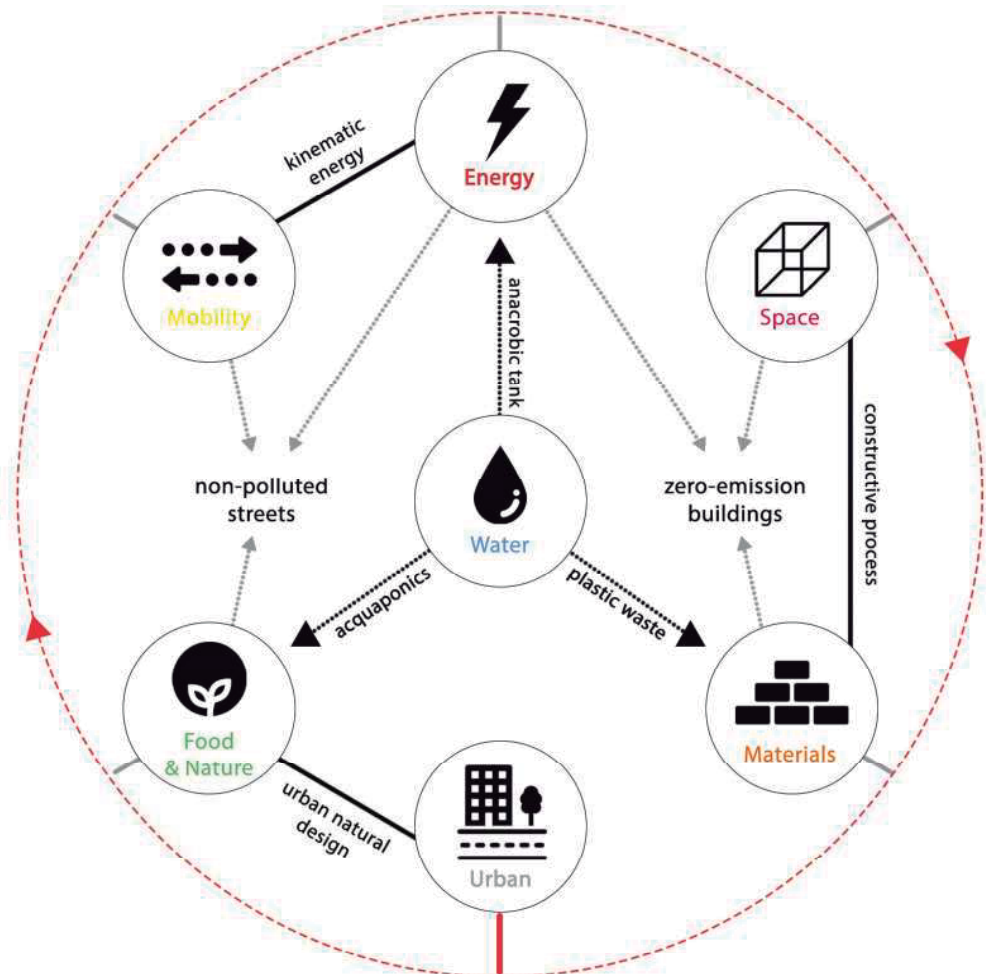 kinematic
energy
Energy
Mobility
Space
anacrobic tank
non-polluted
streets
zero-emission
buildings
constructive process
Water
acquaponics
plastic waste
Food
& Nature
Materials
urban natural
design
Urban